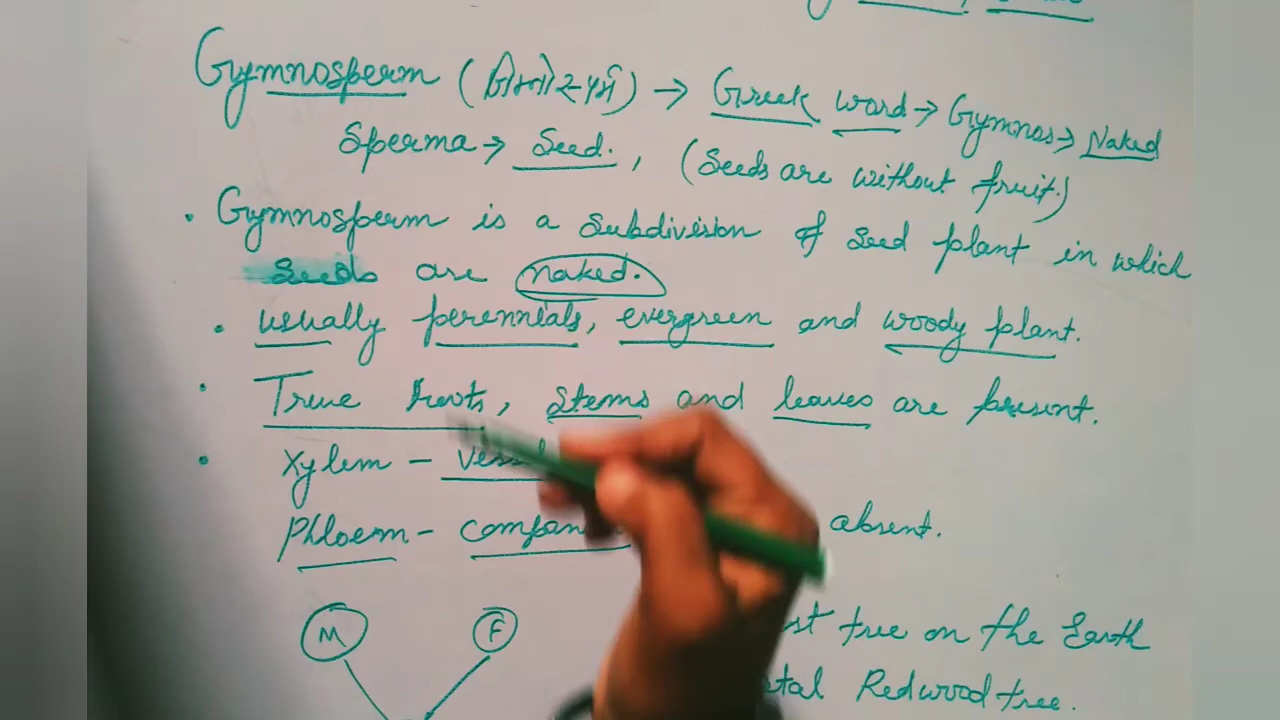 Gymnosperm (જિમ્નોસ્પર્મ) → Greek word → Gymnos → Naked
Sperma → Seed. , (Seeds are without fruit.)
• Gymnosperm is a subdivision of seed plant in which
Seeds are naked.
• usually perennials, evergreen and woody plant.
• True roots, stems and leaves are present.
• Xylem -
Phloem - absent.
M F
tree on the Earth
Redwood tree.